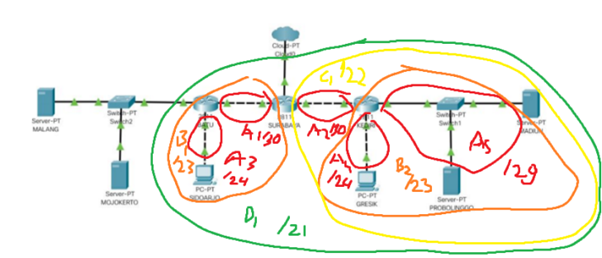 Cloud-PT
Cloud0
C1 /22
Server-PT
MALANG
Switch-PT
Switch2
BATU
2811
SURABAYA
KEDIRI
Switch-PT
Switch1
Server-PT
MADIUN
A1/30
A2/30
A3
/24
A4
/24
A5
/29
B1
/23
B2
/23
Server-PT
MOJOKERTO
PC-PT
SIDOARJO
PC-PT
GRESIK
Server-PT
PROBOLINGGO
D1 /21